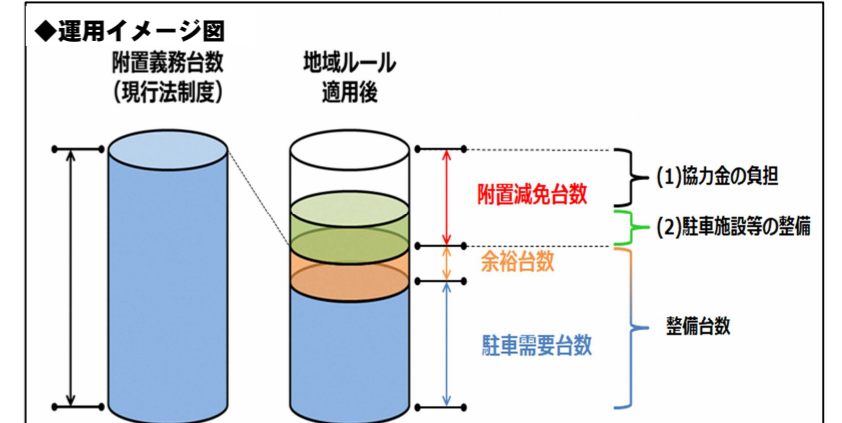 ◆運用イメージ図
附置義務台数
（現行法制度）
地域ルール
適用後
附置減免台数
余裕台数
駐車需要台数
(1)協力金の負担
(2)駐車施設等の整備
整備台数